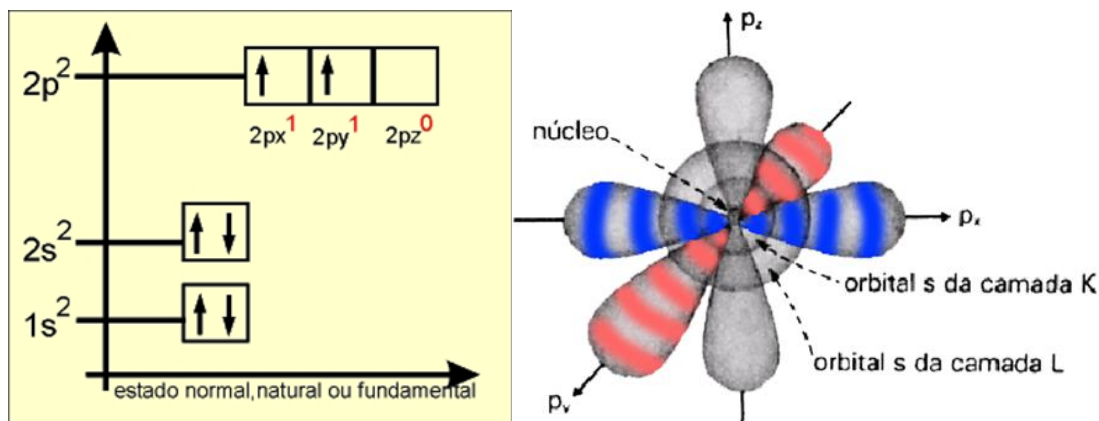 2p²
2px¹ 2py¹ 2pz⁰
2s²
1s²
estado normal,natural ou fundamental
pz
núcleo
px
orbital s da camada K
orbital s da camada L
py